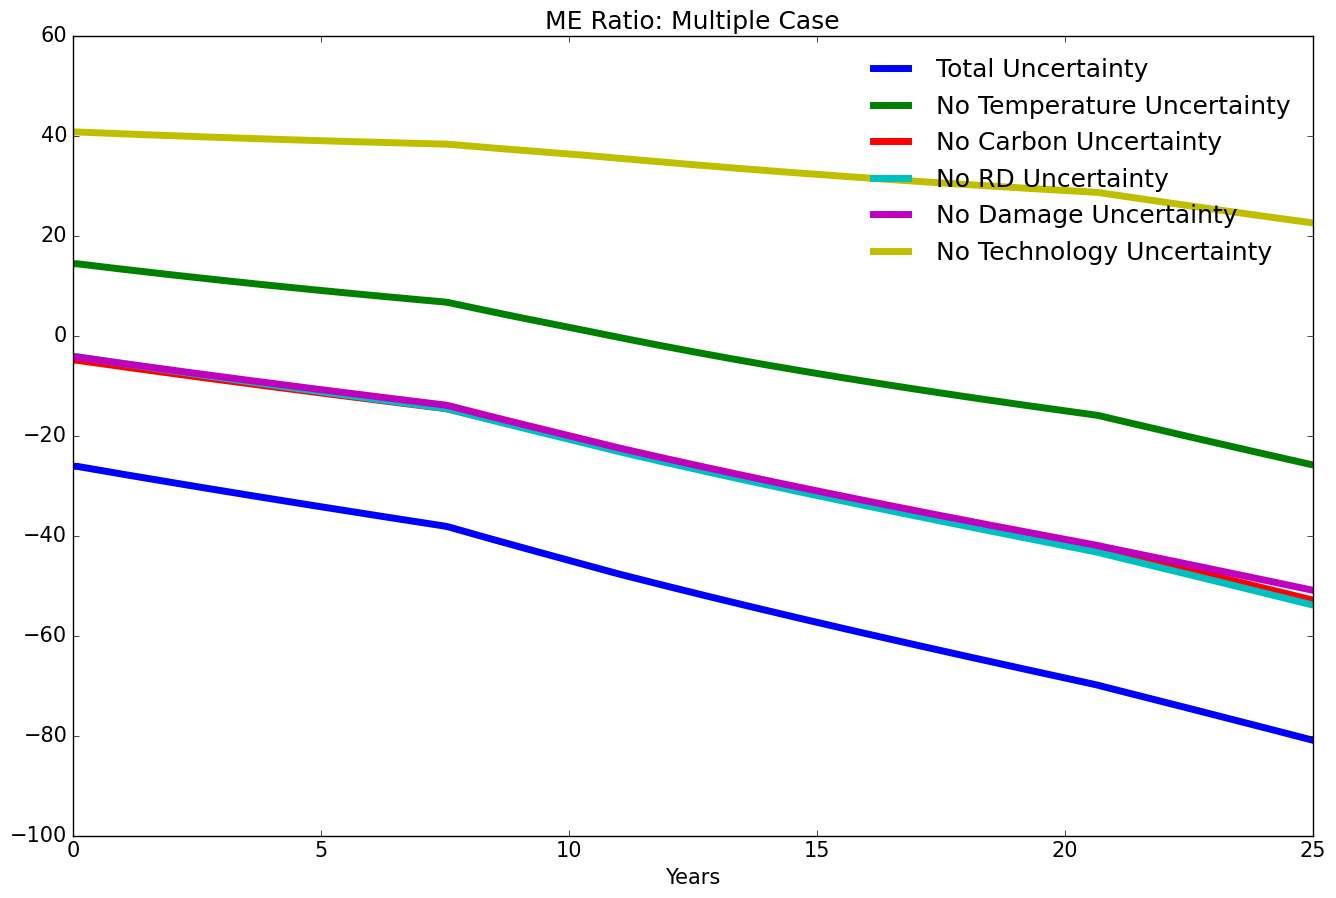 ME Ratio: Multiple Case
60
40
20
0
−20
−40
−60
−80
−100
Total Uncertainty
No Temperature Uncertainty
No Carbon Uncertainty
No RD Uncertainty
No Damage Uncertainty
No Technology Uncertainty
0 5 10 15 20 25
Years